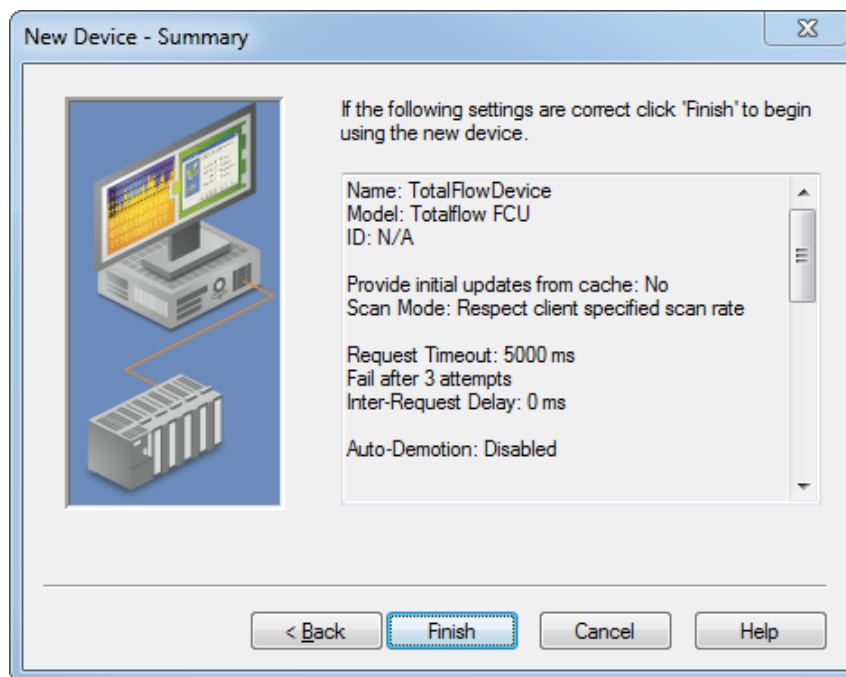 New Device - Summary
If the following settings are correct click 'Finish' to begin
using the new device.
Name: TotalFlowDevice
Model: Totalflow FCU
ID: N/A
Provide initial updates from cache: No
Scan Mode: Respect client specified scan rate
Request Timeout: 5000 ms
Fail after 3 attempts
Inter-Request Delay: 0 ms
Auto-Demotion: Disabled
< Back
Finish
Cancel
Help